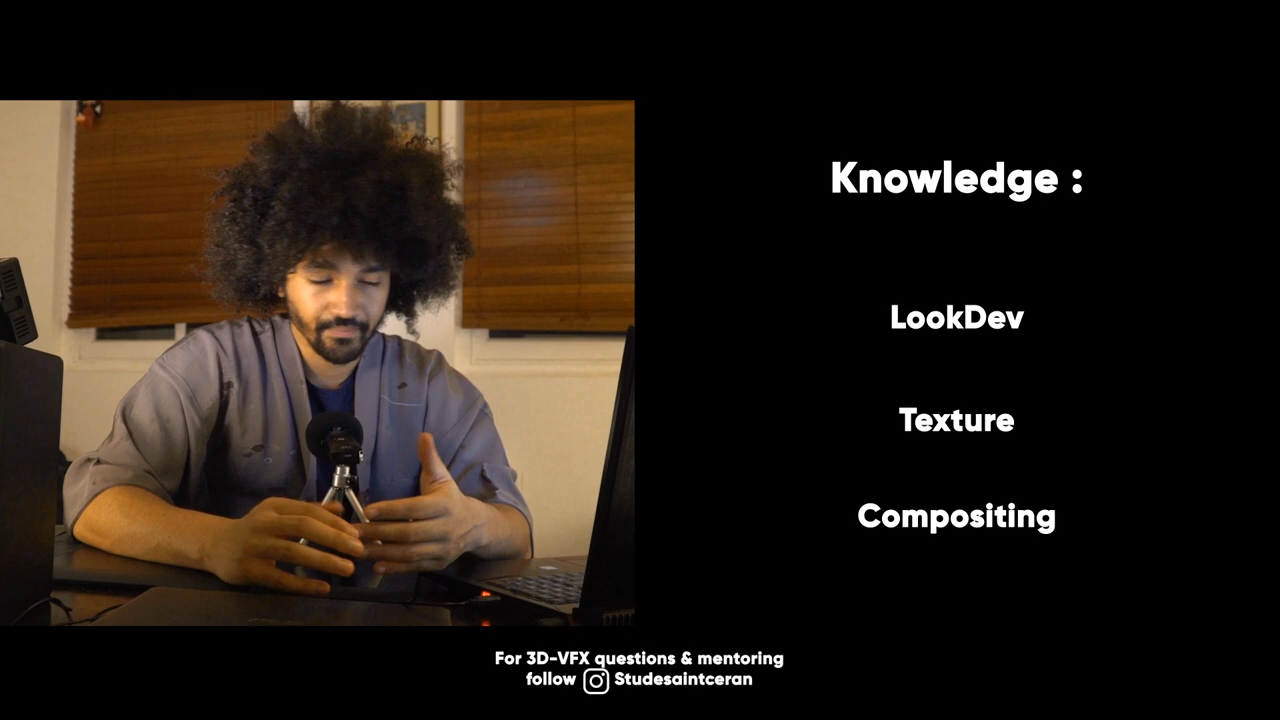 Knowledge :
LookDev
Texture
Compositing
For 3D-VFX questions & mentoring
follow Studesaintceran